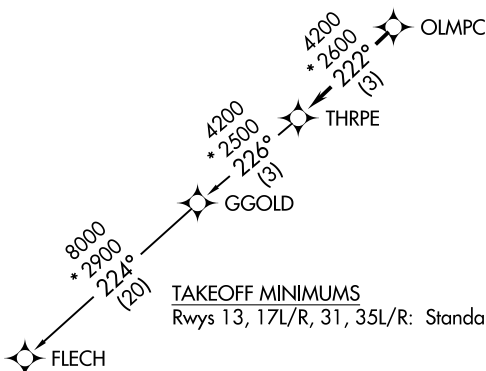 OLMPC
4200
* 2600
222°
(3)
THRPE
4200
* 2500
226°
(3)
GGOLD
8000
* 2900
224°
(20)
TAKEOFF MINIMUMS
Rwys 13, 17L/R, 31, 35L/R: Standa
FLECH